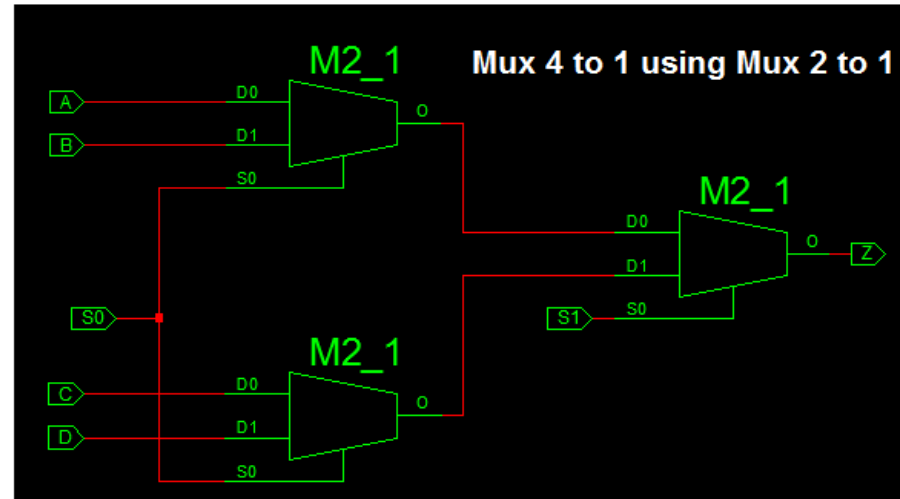 M2_1
Mux 4 to 1 using Mux 2 to 1
A
D0
O
B
D1
S0
M2_1
D0
O
Z
D1
S0
S1
S0
M2_1
C
D0
O
D
D1
S0